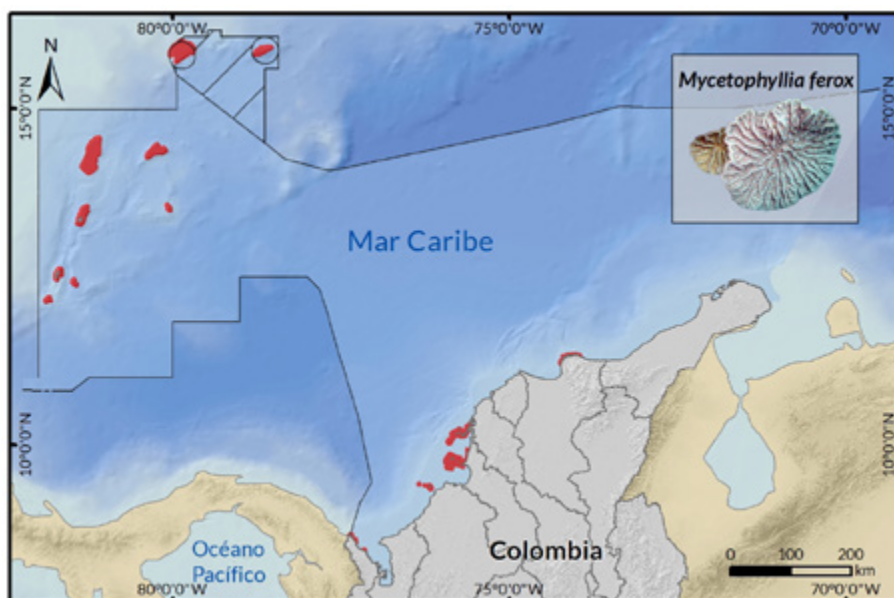 80°0'0"W
75°0'0"W
70°0'0"W
N
Mycetophyllia ferox
15°0'0"N
15°0'0"N
Mar Caribe
10°0'0"N
10°0'0"N
Océano
Pacífico
Colombia
0 100 200
km
80°0'0"W
75°0'0"W
70°0'0"W